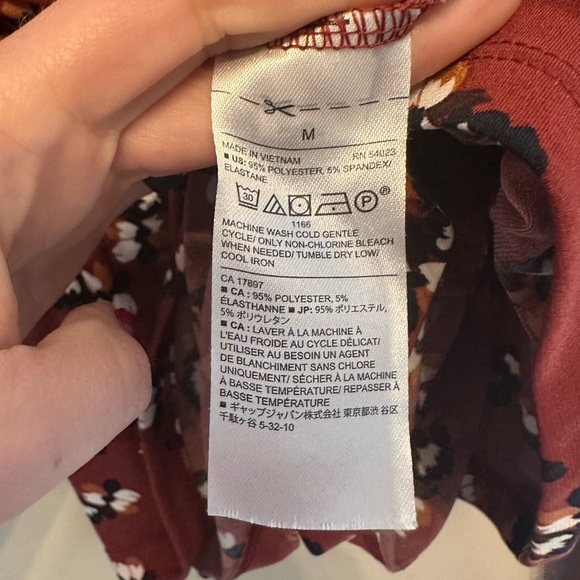 M
MADE IN VIETNAM RN 54023
■ US: 95% POLYESTER, 5% SPANDEX/
ELASTANE
30 P ®
1166
MACHINE WASH COLD GENTLE
CYCLE/ ONLY NON-CHLORINE BLEACH
WHEN NEEDED/ TUMBLE DRY LOW/
COOL IRON
CA 17897
■ CA : 95% POLYESTER, 5%
ÉLASTHANNE ■ JP: 95% ポリエステル,
5% ポリウレタン
■ CA : LAVER À LA MACHINE À
L'EAU FROIDE AU CYCLE DÉLICAT/
UTILISER AU BESOIN UN AGENT
DE BLANCHIMENT SANS CHLORE
UNIQUEMENT/ SÉCHER À LA MACHINE
À BASSE TEMPÉRATURE/ REPASSER À
BASSE TEMPÉRATURE
■ ギャップジャパン株式会社 東京都渋 谷区
千駄ヶ谷 5-32-10